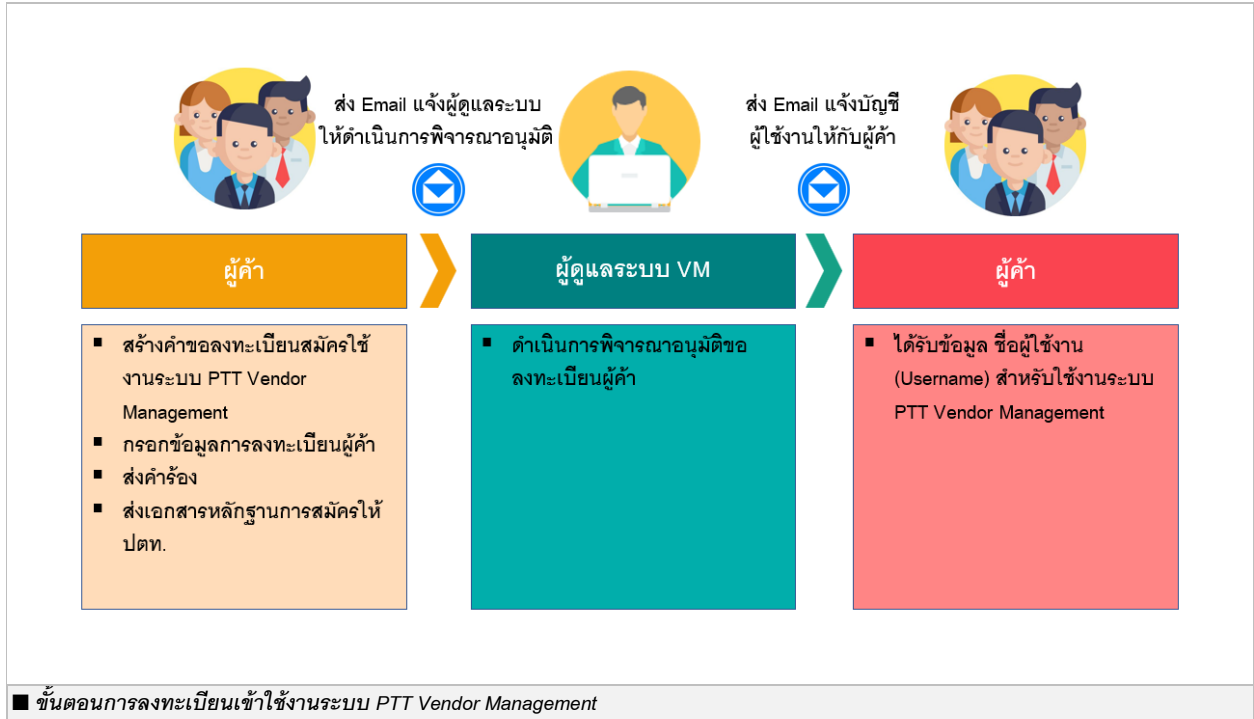 ส่ง Email แจ้งผู้ดูแลระบบ
ให้ดำเนินการพิจารณาอนุมัติ
ส่ง Email แจ้งบัญชี
ผู้ใช้งานให้กับผู้ค้า
ผู้ค้า
ผู้ดูแลระบบ VM
ผู้ค้า
▪ สร้างคำขอลงทะเบียนสมัครใช้
งานระบบ PTT Vendor
Management
▪ กรอกข้อมูลการลงทะเบียนผู้ค้า
▪ ส่งคำร้อง
▪ ส่งเอกสารหลักฐานการสมัครให้
ปตท.
▪ ดำเนินการพิจารณาอนุมัติขอ
ลงทะเบียนผู้ค้า
▪ ได้รับข้อมูล ชื่อผู้ใช้งาน
(Username) สำหรับใช้งานระบบ
PTT Vendor Management
■ ขั้นตอนการลงทะเบียนเข้าใช้งานระบบ PTT Vendor Management